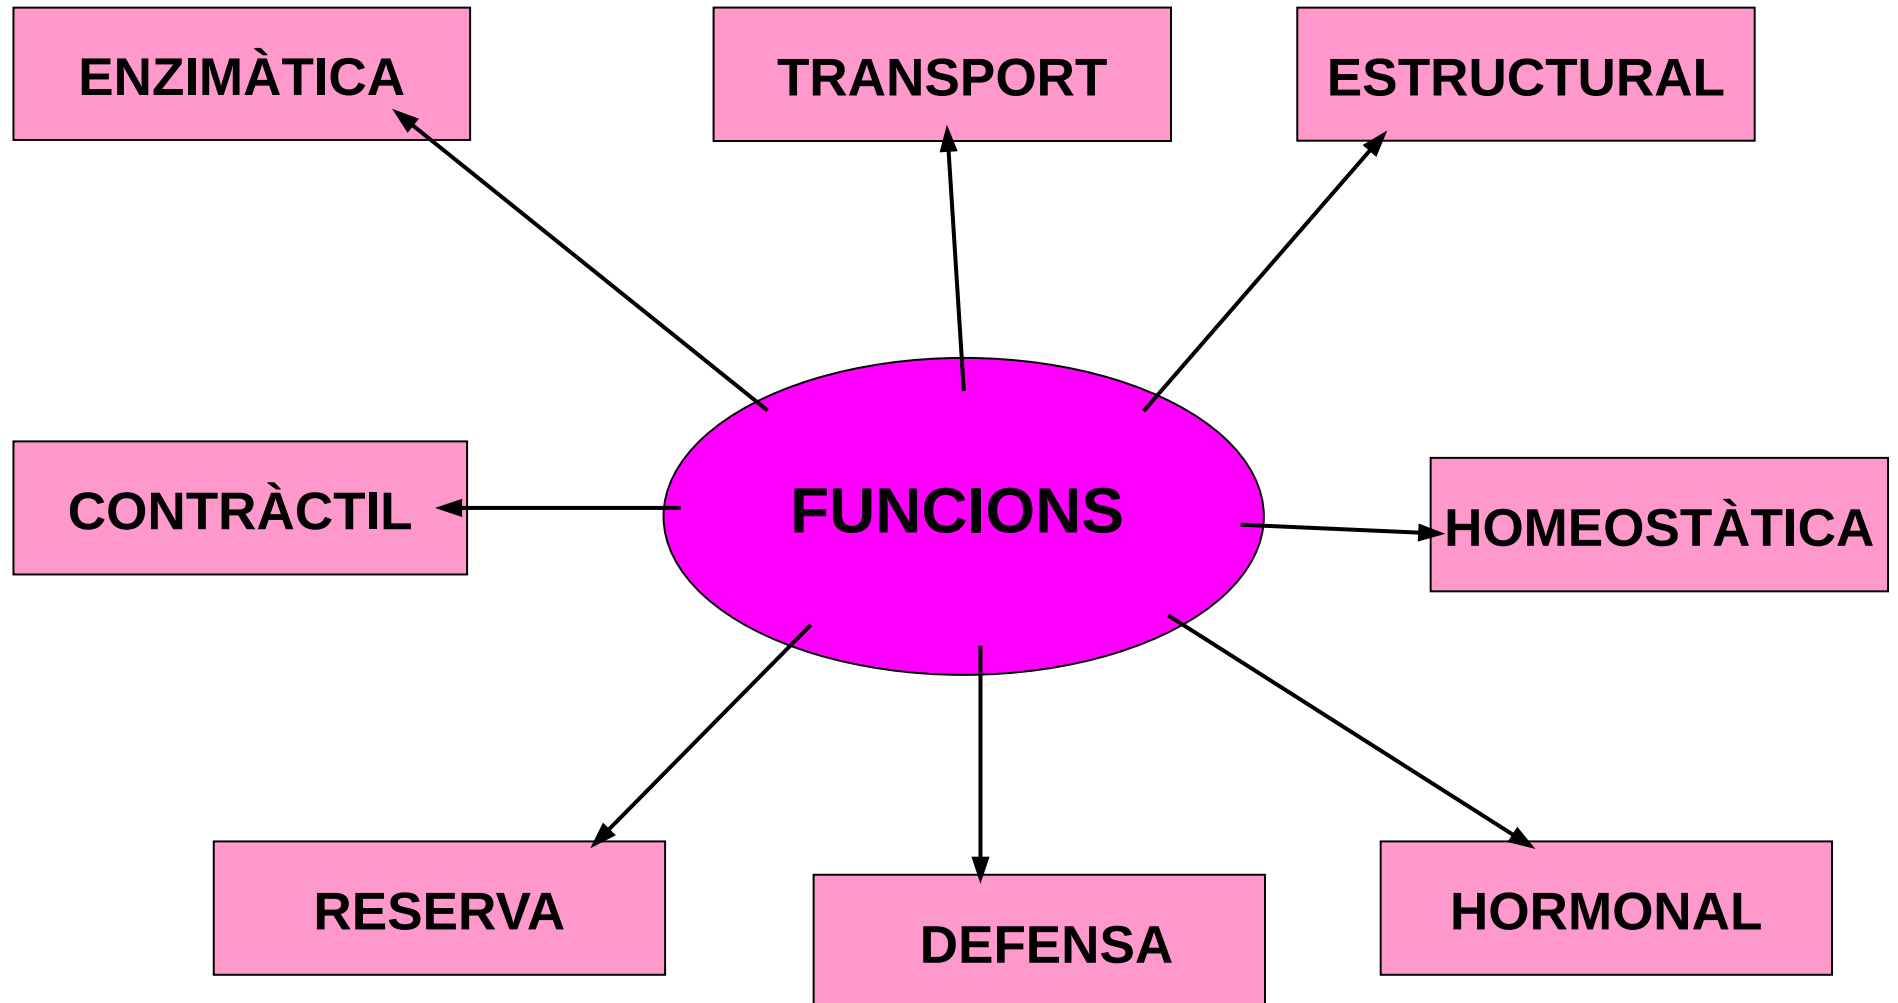 ENZIMÀTICA
TRANSPORT
ESTRUCTURAL
CONTRÀCTIL
FUNCIONS
HOMEOSTÀTICA
RESERVA
DEFENSA
HORMONAL